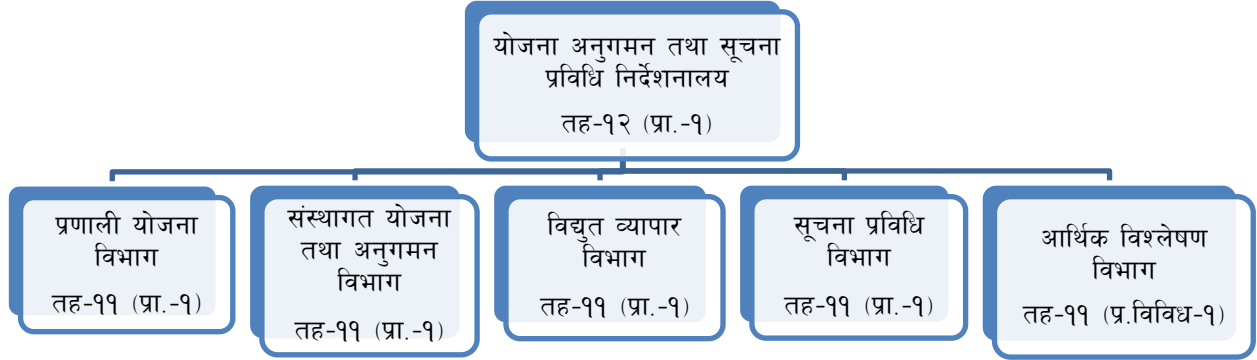 योजना अनुगमन तथा सूचना
प्रविधि निर्देशनालय
तह-१२ (प्रा.-१)
प्रणाली योजना
विभाग
तह-११ (प्रा.-१)
संस्थागत योजना
तथा अनुगमन
विभाग
तह-११ (प्रा.-१)
विद्युत व्यापार
विभाग
तह-११ (प्रा.-१)
सूचना प्रविधि
विभाग
तह-११ (प्रा.-१)
आर्थिक विश्लेषण
विभाग
तह-११ (प्र.विविध-१)